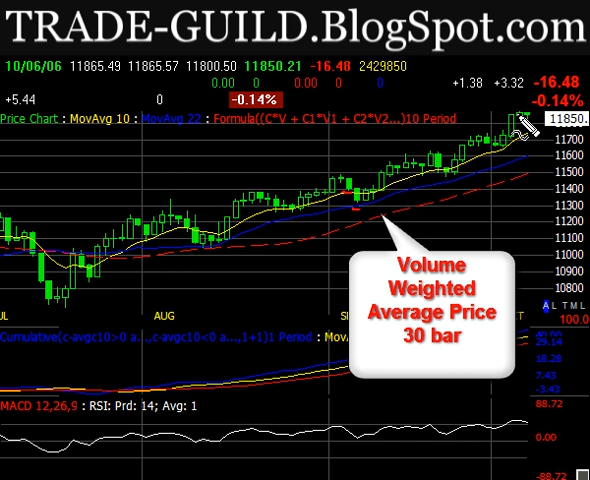 TRADE-GUILD.BlogSpot.com
10/06/06 11865.49 11865.57 11800.50 11850.21 -16.48 2429850
0.00 0 0.00 0 0 +1.38 +3.32 -16.48
+5.44 0 -0.14% -0.14%
Price Chart : MovAvg 10 : MovAvg 22 : Formula((C*V + C1*V1 + C2*V2...)10 Period
11850.
11700
11600
11500
11400
11300
11200
11100
11000
10900
10800
Volume
Weighted
Average Price
30 bar
A L T M L
UL AUG CT 100.0
Cumulative(c-avgc10>0 a...,c-avgc10<0 a...,1+1)1 Period : Mov
29.14
18.28
7.43
-3.43
MACD 12,26,9 : RSI: Prd: 14; Avg: 1
88.72
0.00
-88.72